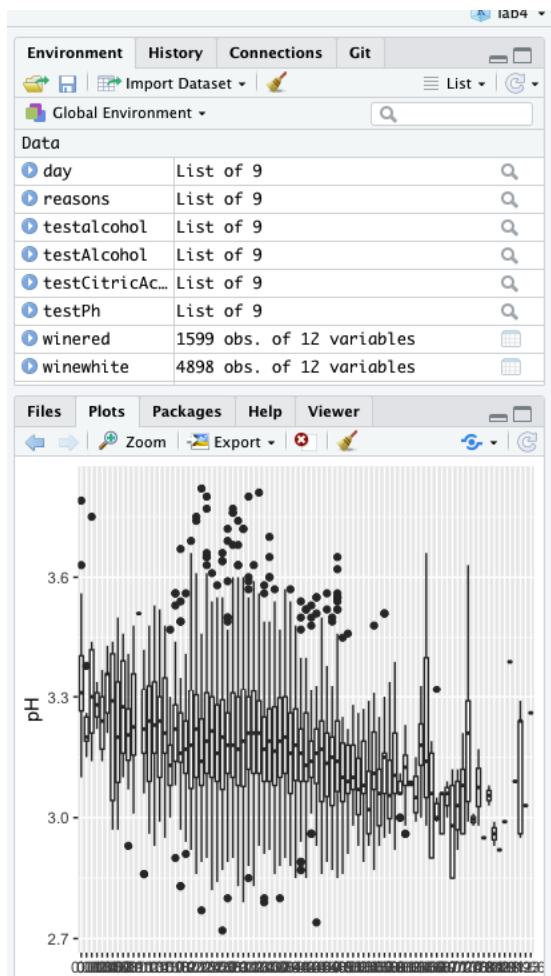 lab4
Environment History Connections Git
Import Dataset List
Global Environment
Data
day List of 9
reasons List of 9
testalcohol List of 9
testAlcohol List of 9
testCitricAc… List of 9
testPh List of 9
winered 1599 obs. of 12 variables
winewhite 4898 obs. of 12 variables
Files Plots Packages Help Viewer
Zoom Export
3.6
3.3
pH
3.0
2.7